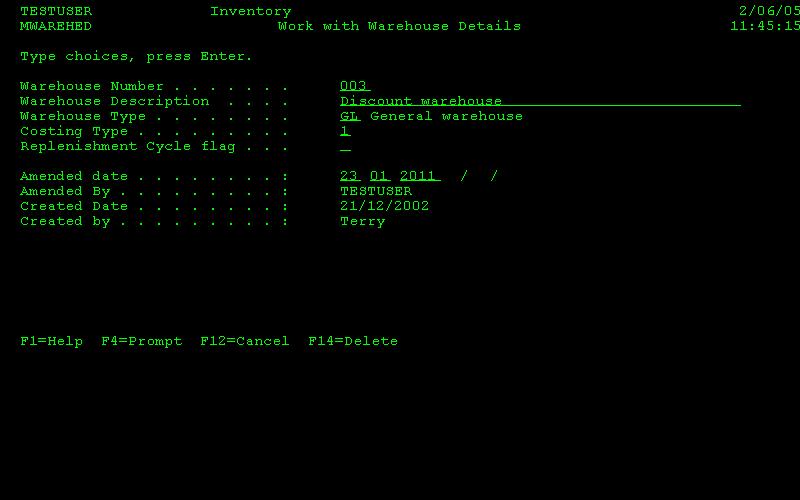 TESTUSER Inventory 2/06/05
MWAREHED Work with Warehouse Details 11:45:15
Type choices, press Enter.
Warehouse Number . . . . . . . 003
Warehouse Description . . . . Discount warehouse
Warehouse Type . . . . . . . . GL General warehouse
Costing Type . . . . . . . . . 1
Replenishment Cycle flag . . . _
Amended date . . . . . . . . : 23 01 2011 / /
Amended By . . . . . . . . . : TESTUSER
Created Date . . . . . . . . : 21/12/2002
Created by . . . . . . . . . : Terry
F1=Help F4=Prompt F12=Cancel F14=Delete